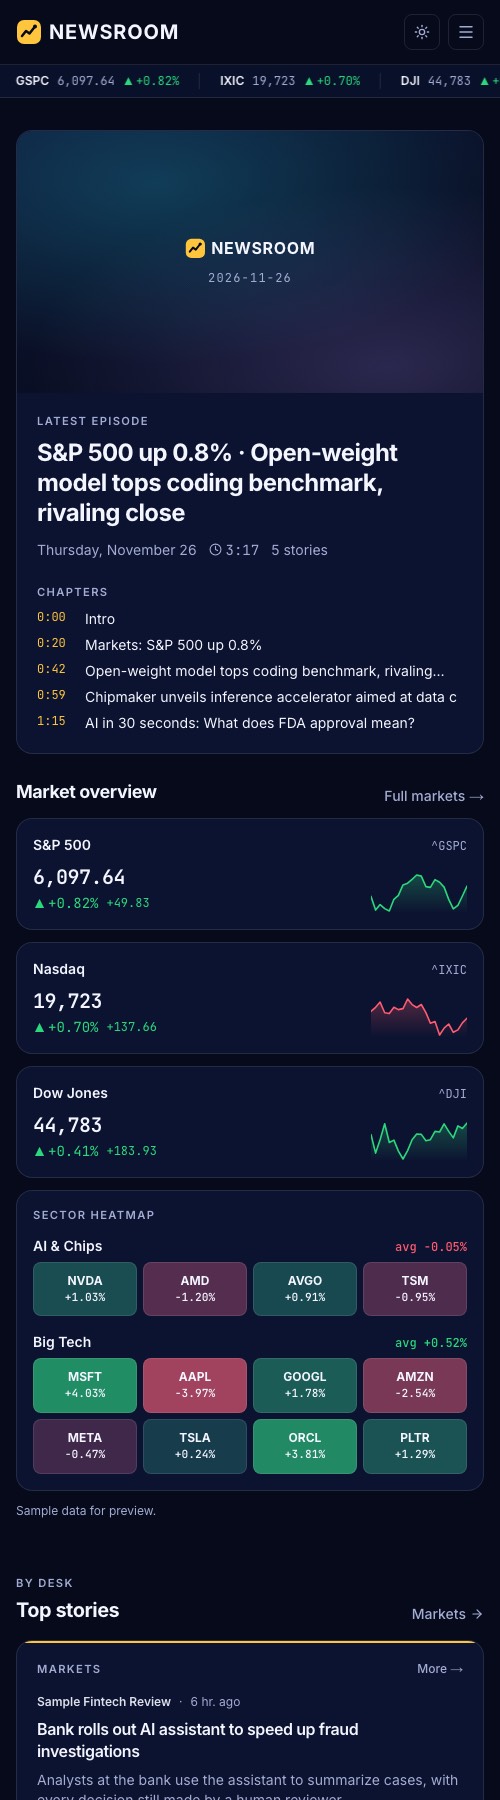 NEWSROOM
GSPC 6,097.64 ▲+0.82% IXIC 19,723 ▲+0.70% DJI 44,783 ▲+
NEWSROOM
2026-11-26
LATEST EPISODE
S&P 500 up 0.8% · Open-weight
model tops coding benchmark,
rivaling close
Thursday, November 26 3:17 5 stories
CHAPTERS
0:00 Intro
0:20 Markets: S&P 500 up 0.8%
0:42 Open-weight model tops coding benchmark, rivaling...
0:59 Chipmaker unveils inference accelerator aimed at data c
1:15 AI in 30 seconds: What does FDA approval mean?
Market overview Full markets →
S&P 500 ^GSPC
6,097.64
▲+0.82% +49.83
Nasdaq ^IXIC
19,723
▲+0.70% +137.66
Dow Jones ^DJI
44,783
▲+0.41% +183.93
SECTOR HEATMAP
AI & Chips avg -0.05%
NVDA AMD AVGO TSM
+1.03% -1.20% +0.91% -0.95%
Big Tech avg +0.52%
MSFT AAPL GOOGL AMZN
+4.03% -3.97% +1.78% -2.54%
META TSLA ORCL PLTR
-0.47% +0.24% +3.81% +1.29%
Sample data for preview.
BY DESK
Top stories Markets →
MARKETS More →
Sample Fintech Review · 6 hr. ago
Bank rolls out AI assistant to speed up fraud
investigations
Analysts at the bank use the assistant to summarize cases, with
every decision still made by a human reviewer.